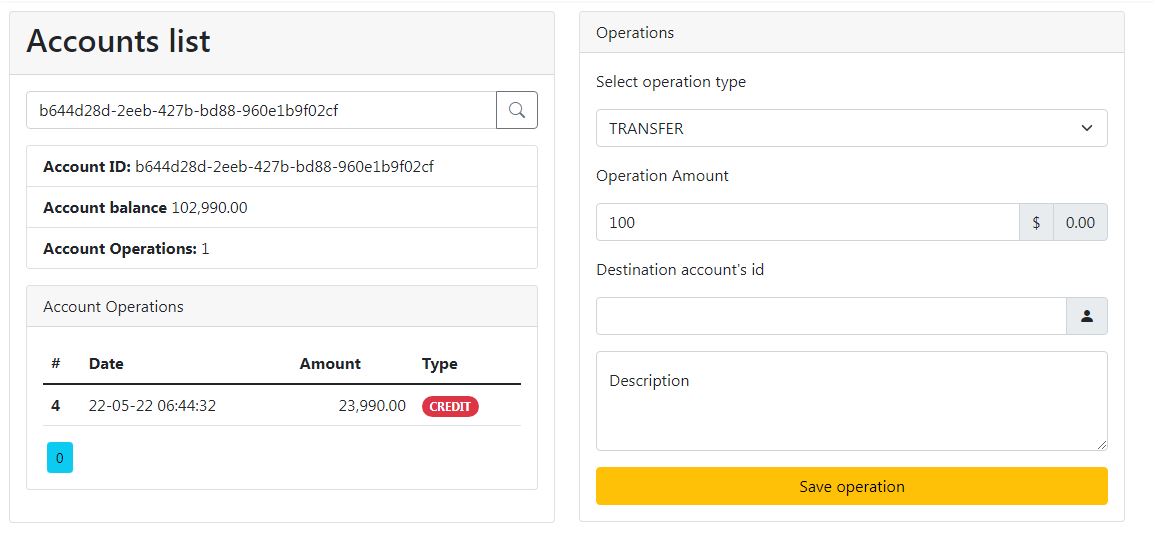 Accounts list
b644d28d-2eeb-427b-bd88-960e1b9f02cf
Account ID: b644d28d-2eeb-427b-bd88-960e1b9f02cf
Account balance 102,990.00
Account Operations: 1
Account Operations
# Date Amount Type
4 22-05-22 06:44:32 23,990.00 CREDIT
0
Operations
Select operation type
TRANSFER
Operation Amount
100 $ 0.00
Destination account's id
Description
Save operation